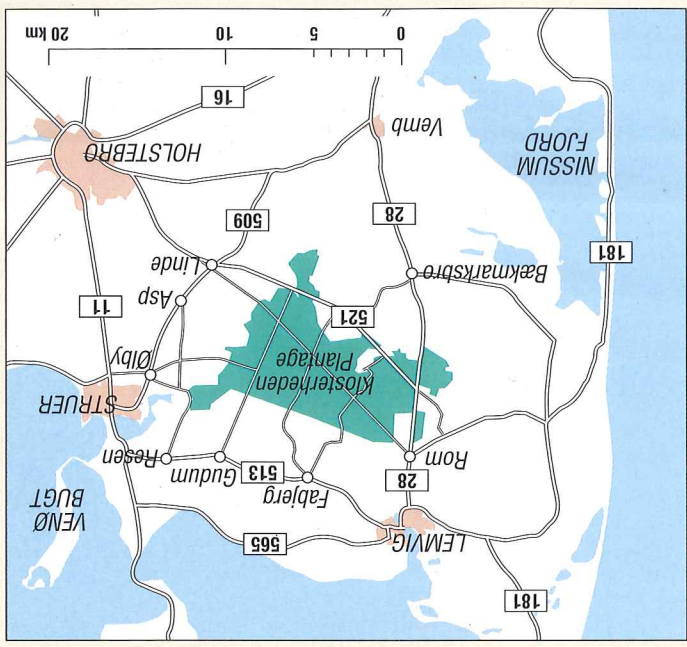 181
565
LEMVIG
VENØ
BUGT
Fabjerg
28
513
Gudum
Rom
Resen
STRUER
Klosterheden
Plantage
Ølby
521
11
Asp
Bækmarksbro
Linde
181
509
28
NISSUM
FJORD
HOLSTEBRO
Vemb
16
0 5 10 20 km